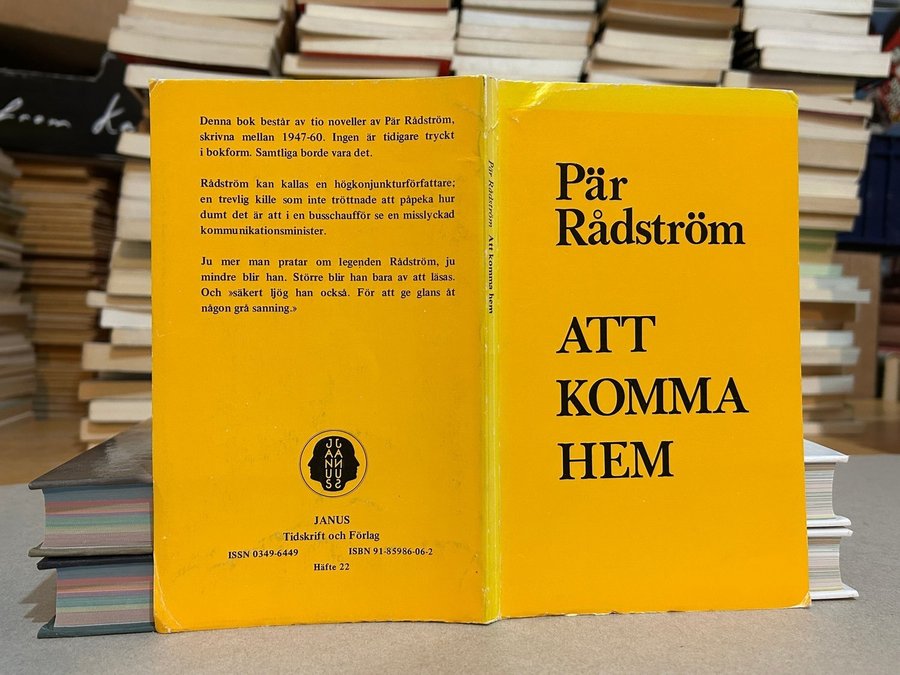 from
Denna bok består av tio noveller av Pär Rådström,
skrivna mellan 1947-60. Ingen är tidigare tryckt
i bokform. Samtliga borde vara det.
Rådström kan kallas en högkonjunkturförfattare;
en trevlig kille som inte tröttnade att påpeka hur
dumt det är att i en busschaufför se en misslyckad
kommunikationsminister.
Ju mer man pratar om legenden Rådström, ju
mindre blir han. Större blir han bara av att läsas.
Och »säkert ljög han också. För att ge glans åt
någon grå sanning.»
JANUS
JANUS
Tidskrift och Förlag
ISSN 0349-6449 ISBN 91-85986-06-2
Häfte 22
Pär Rådström Att komma hem
Pär
Rådström
ATT
KOMMA
HEM